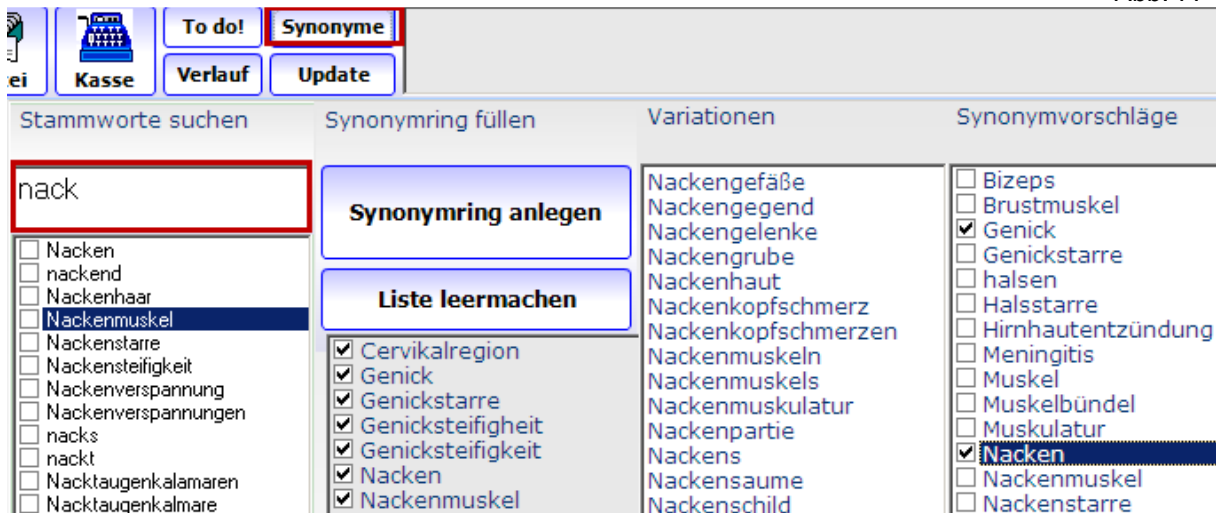 To do!
Synonyme
Kasse
Verlauf
Update
Stammworte suchen
nack
Nacken
nackend
Nackenhaar
Nackenmuskel
Nackenstarre
Nackensteifigkeit
Nackenverspannung
Nackenverspannungen
nacks
nackt
Nacktaugenkalamaren
Nacktaugenkalmare
Synonymring füllen
Synonymring anlegen
Liste leermachen
Cervikalregion
Genick
Genickstarre
Genicksteifigheit
Genicksteifigkeit
Nacken
Nackenmuskel
Variationen
Nackengefäße
Nackengegend
Nackengelenke
Nackengrube
Nackenhaut
Nackenkopfschmerz
Nackenkopfschmerzen
Nackenmuskeln
Nackenmuskels
Nackenmuskulatur
Nackenpartie
Nackens
Nackensaume
Nackenschild
Synonymvorschläge
Bizeps
Brustmuskel
Genick
Genickstarre
halsen
Halsstarre
Hirnhautentzündung
Meningitis
Muskel
Muskelbündel
Muskulatur
Nacken
Nackenmuskel
Nackenstarre